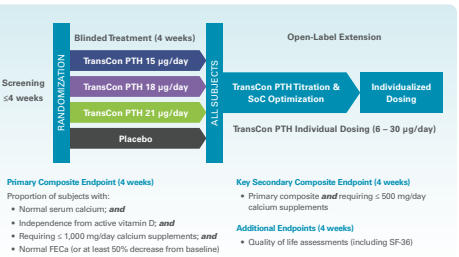 Blinded Treatment (4 weeks)
Open-Label Extension
Screening
≤4 weeks
RANDOMIZATION
TransCon PTH 15 µg/day
TransCon PTH 18 µg/day
TransCon PTH 21 µg/day
Placebo
ALL SUBJECTS
TransCon PTH Titration &
SoC Optimization
Individualized
Dosing
TransCon PTH Individual Dosing (6 – 30 µg/day)
Primary Composite Endpoint (4 weeks)
Proportion of subjects with:
• Normal serum calcium; and
• Independence from active vitamin D; and
• Requiring ≤ 1,000 mg/day calcium supplements; and
• Normal FECa (or at least 50% decrease from baseline)
Key Secondary Composite Endpoint (4 weeks)
• Primary composite and requiring ≤ 500 mg/day
calcium supplements
Additional Endpoints (4 weeks)
• Quality of life assessments (including SF-36)